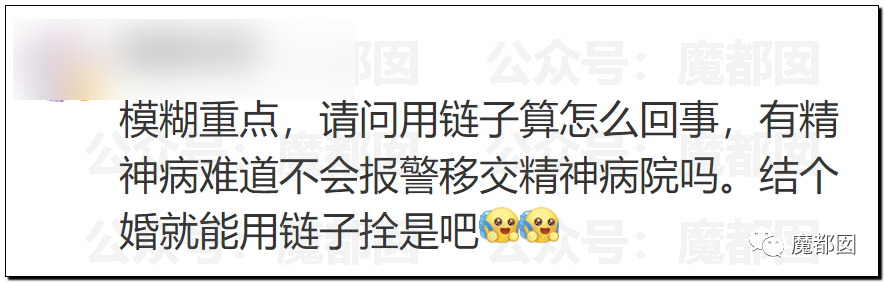 公众号：魔都囡
模糊重点，请问用链子算怎么回事，有精
神病难道不会报警移交精神病院吗。结个
婚就能用链子拴是吧
魔都囡